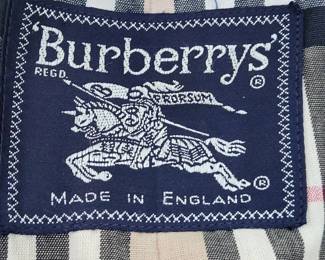 'Burberrys'
REGD. ®
PRORSUM
®
MADE IN ENGLAND